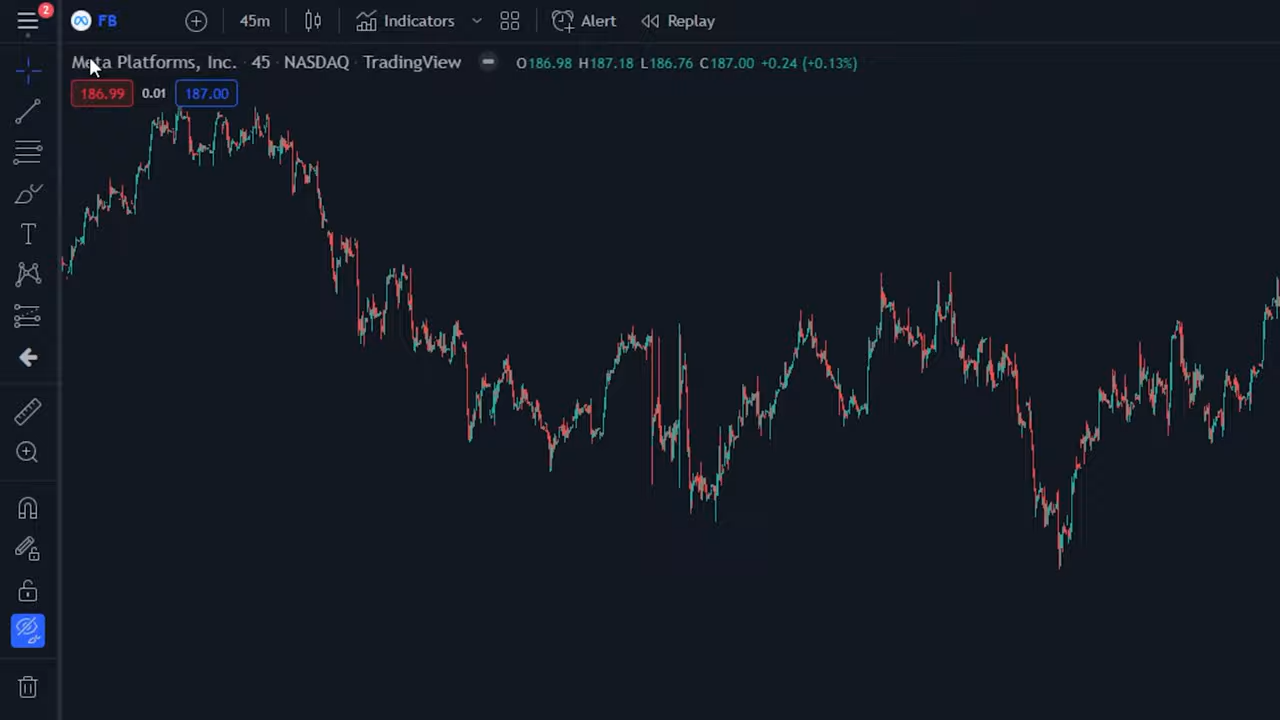 2
FB 45m Indicators Alert Replay
Meta Platforms, Inc. · 45 · NASDAQ · TradingView O186.98 H187.18 L186.76 C187.00 +0.24 (+0.13%)
186.99 0.01 187.00
T